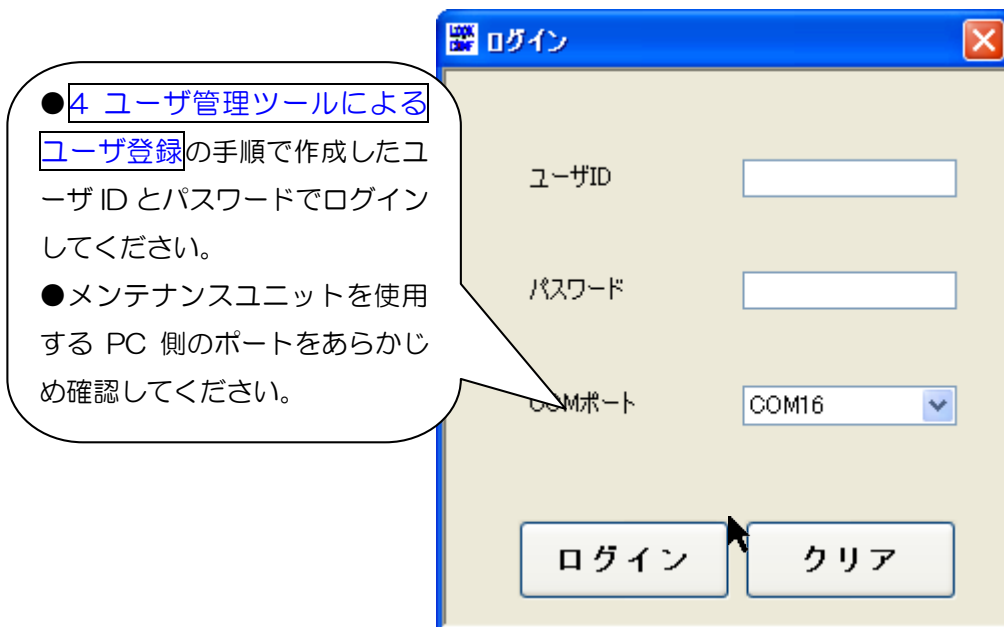 ログイン
●4 ユーザ管理ツールによる
ユーザ登録の手順で作成したユ
ーザ ID とパスワードでログイン
してください。
●メンテナンスユニットを使用
する PC 側のポートをあらかじ
め確認してください。
ユーザID
パスワード
COMポート
COM16
ログイン
クリア